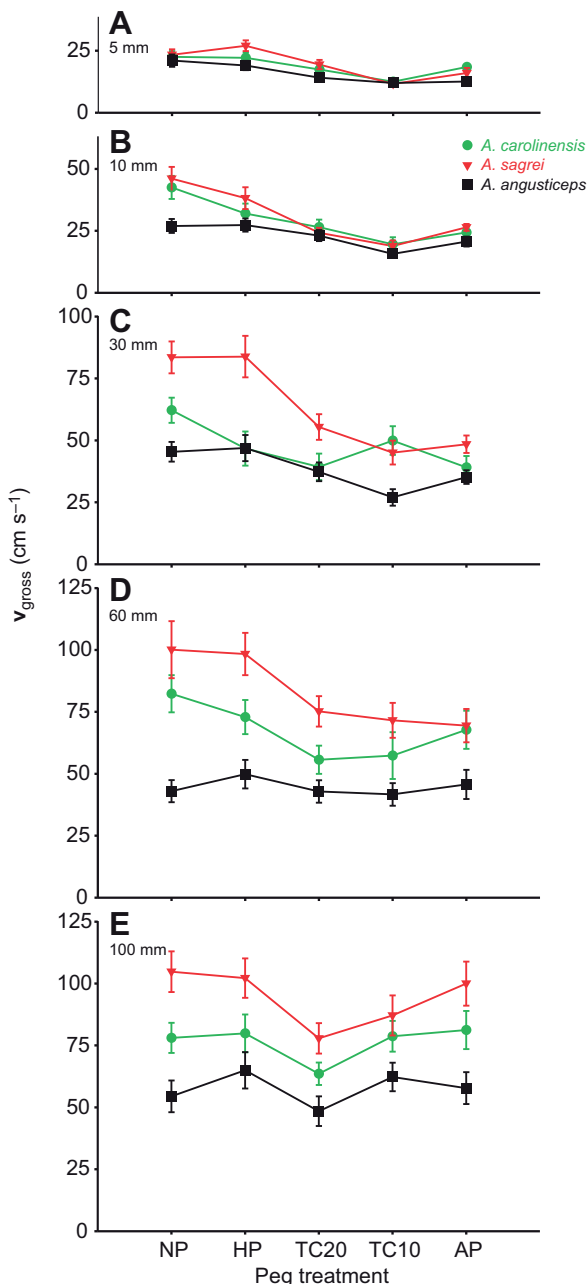 A
5 mm
25
0
B
10 mm
A. carolinensis
A. sagrei
A. angusticeps
50
25
0
C
30 mm
100
75
50
25
0
D
60 mm
125
100
75
50
25
0
E
100 mm
125
100
75
50
25
0
vgross (cm s–1)
NP HP TC20 TC10 AP
Peg treatment